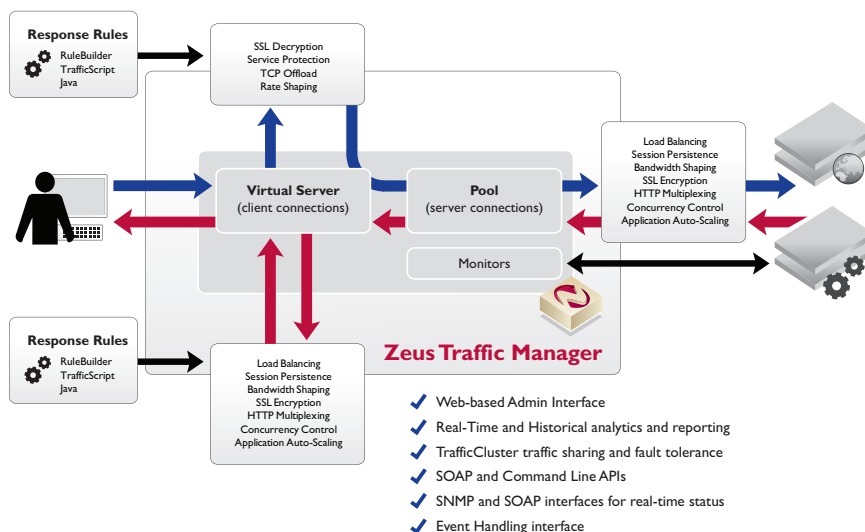 Response Rules
RuleBuilder
TrafficScript
Java
SSL Decryption
Service Protection
TCP Offload
Rate Shaping
Virtual Server
(client connections)
Pool
(server connections)
Monitors
Load Balancing
Session Persistence
Bandwidth Shaping
SSL Encryption
HTTP Multiplexing
Concurrency Control
Application Auto-Scaling
Response Rules
RuleBuilder
TrafficScript
Java
Load Balancing
Session Persistence
Bandwidth Shaping
SSL Encryption
HTTP Multiplexing
Concurrency Control
Application Auto-Scaling
Zeus Traffic Manager
Web-based Admin Interface
Real-Time and Historical analytics and reporting
TrafficCluster traffic sharing and fault tolerance
SOAP and Command Line APIs
SNMP and SOAP interfaces for real-time status
Event Handling interface